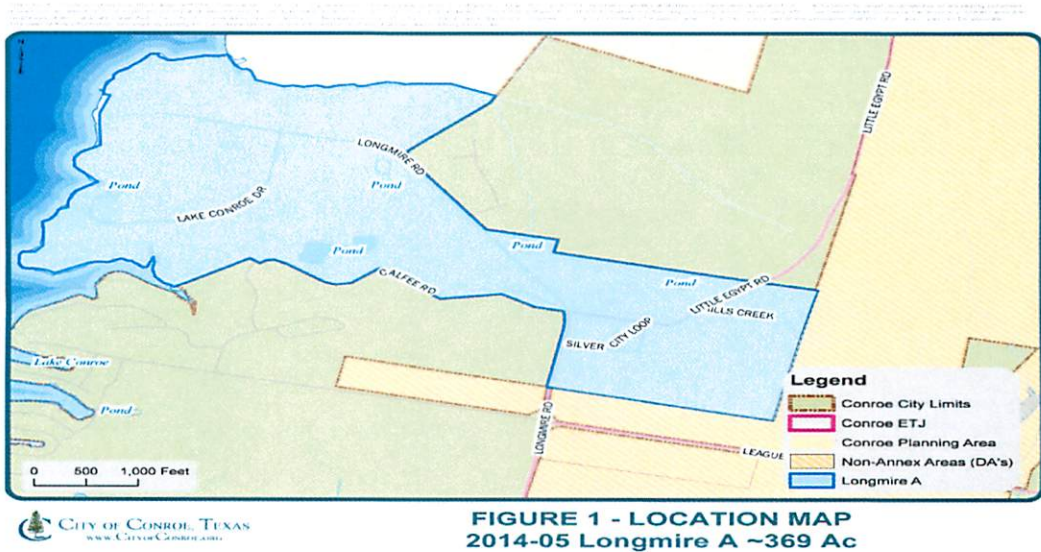 LITTLE EGYPT RD
LONGMIRE RD
Pond
Pond
LAKE CONROE DR
Pond
Pond
CALFEE RD
Pond
LITTLE EGYPT RD
SILVER CITY LOOP
Lake Conroe
Pond
LONGMIRE RD
LEAGUE
Legend
Conroe City Limits
Conroe ETJ
Conroe Planning Area
Non-Annex Areas (DA's)
Longmire A
0 500 1,000 Feet
CITY OF CONROE, TEXAS
WWW.CITYOFCONROE.ORG
FIGURE 1 - LOCATION MAP
2014-05 Longmire A ~369 Ac